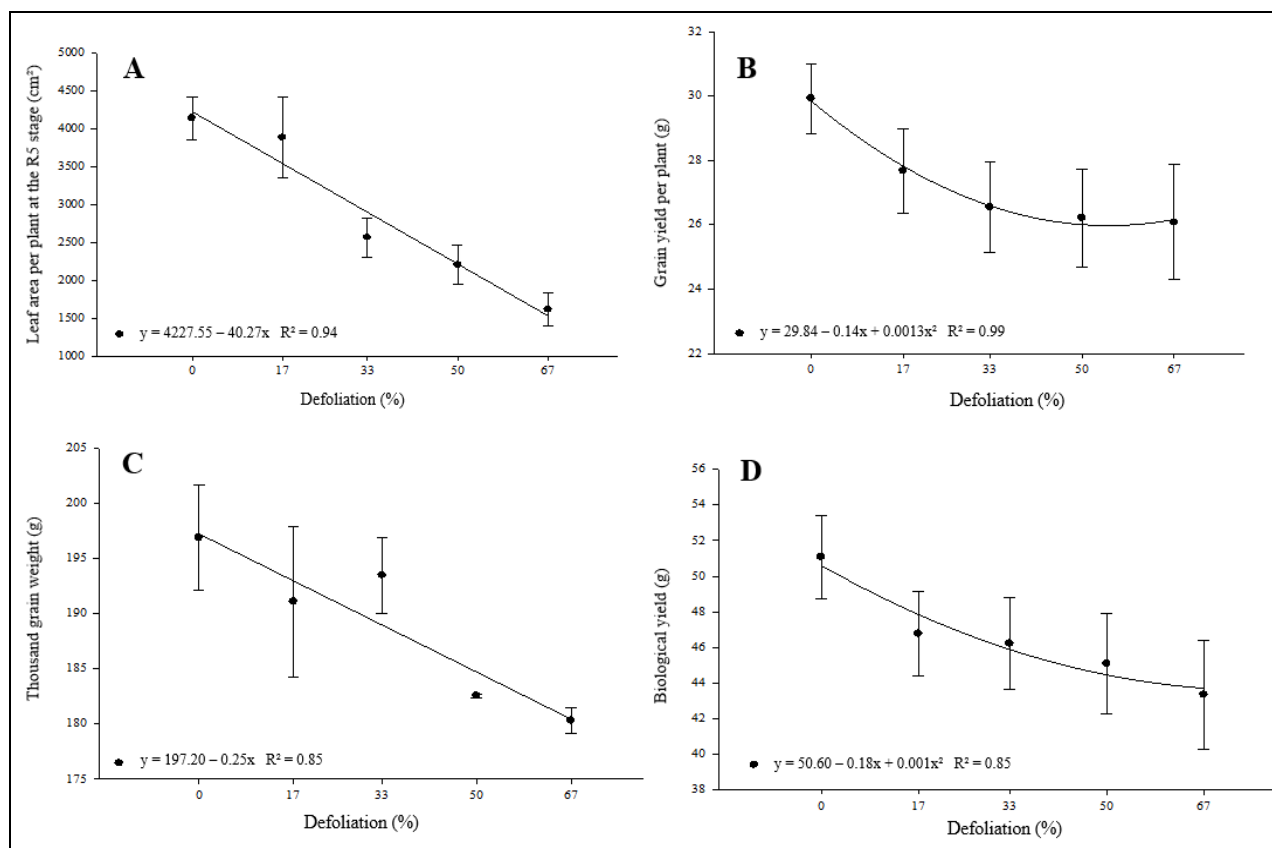 A
Leaf area per plant at the R5 stage (cm²)
5000
4500
4000
3500
3000
2500
2000
1500
1000
y = 4227.55 – 40.27x R² = 0.94
0 17 33 50 67
Defoliation (%)
B
Grain yield per plant (g)
32
30
28
26
24
22
y = 29.84 – 0.14x + 0.0013x² R² = 0.99
0 17 33 50 67
Defoliation (%)
C
Thousand grain weight (g)
205
200
195
190
185
180
175
y = 197.20 – 0.25x R² = 0.85
0 17 33 50 67
Defoliation (%)
D
Biological yield (g)
56
54
52
50
48
46
44
42
40
38
y = 50.60 – 0.18x + 0.001x² R² = 0.85
0 17 33 50 67
Defoliation (%)